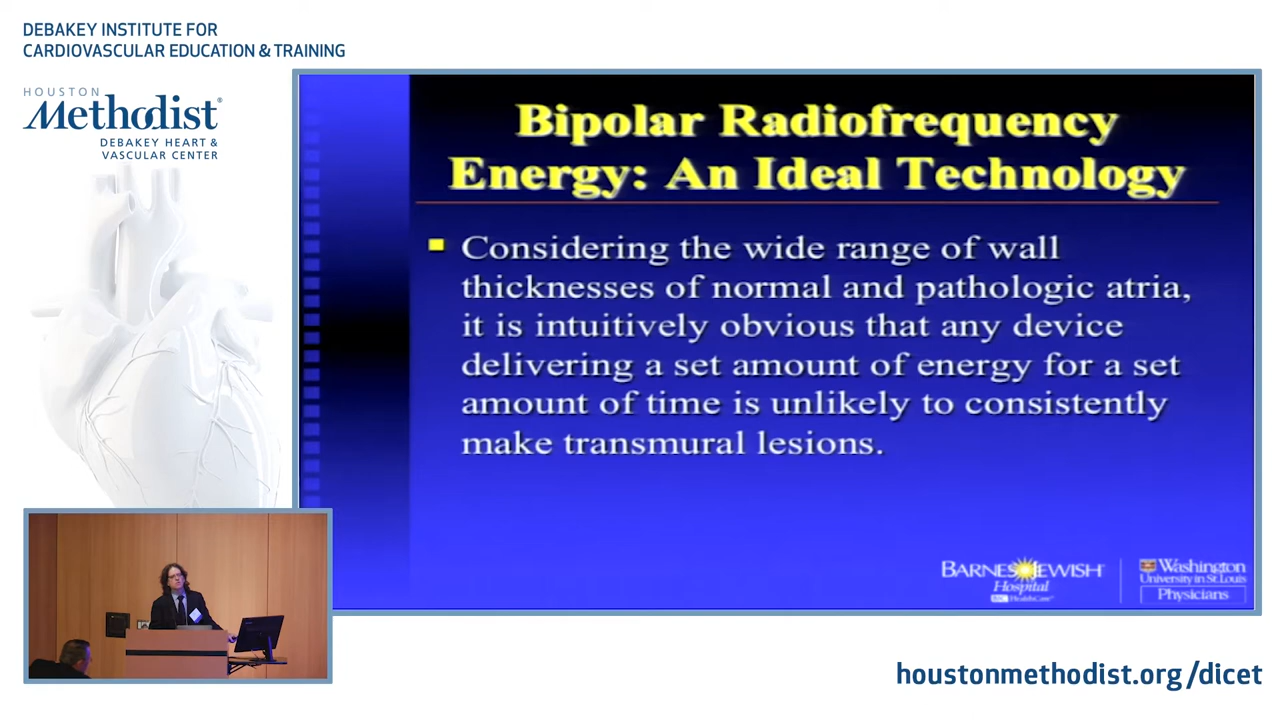 DEBAKEY INSTITUTE FOR
CARDIOVASCULAR EDUCATION & TRAINING
HOUSTON
Methodist®
DEBAKEY HEART &
VASCULAR CENTER
Bipolar Radiofrequency
Energy: An Ideal Technology
Considering the wide range of wall
thicknesses of normal and pathologic atria,
it is intuitively obvious that any device
delivering a set amount of energy for a set
amount of time is unlikely to consistently
make transmural lesions.
BARNES JEWISH
Hospital
BJC HealthCare
Washington
University in St. Louis
Physicians
houstonmethodist.org/dicet